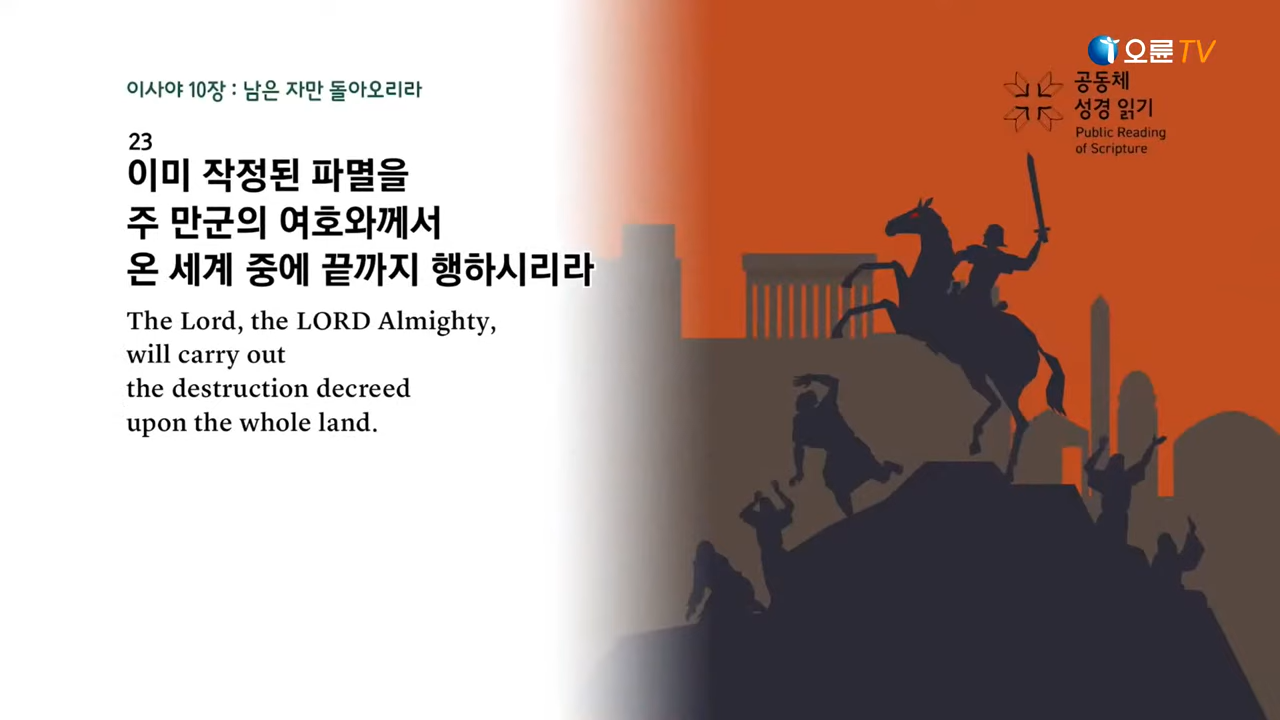 이사야 10장 : 남은 자만 돌아오리라
23
이미 작정된 파멸을
주 만군의 여호와께서
온 세계 중에 끝까지 행하시리라
The Lord, the LORD Almighty,
will carry out
the destruction decreed
upon the whole land.
오륜TV
공동체
성경 읽기
Public Reading
of Scripture